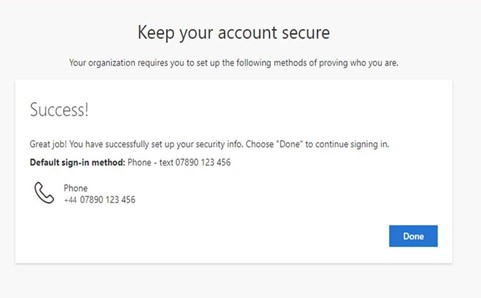 Keep your account secure
Your organization requires you to set up the following methods of proving who you are.
Success!
Great job! You have successfully set up your security info. Choose "Done" to continue signing in.
Default sign-in method: Phone - text 07890 123 456
Phone
+44 07890 123 456
Done